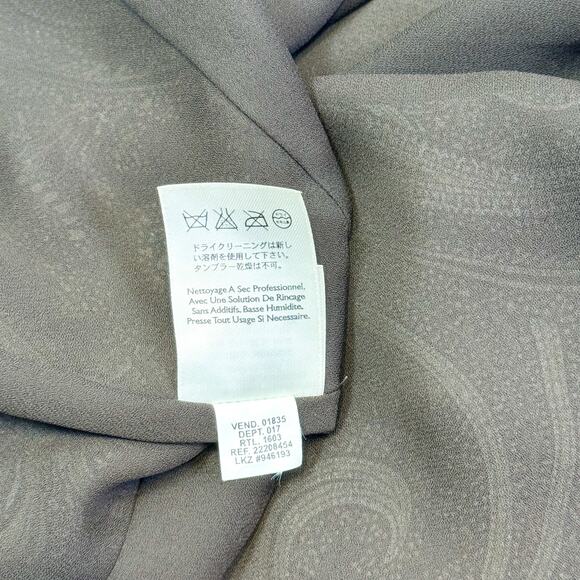 ドライクリーニングは新し
い溶剤を使用して下さい。
タンブラー乾燥は不可。
Nettoyage A Sec Professionnel,
Avec Une Solution De Rincage
Sans Additifs, Basse Humidite,
Presse Tout Usage Si Necessaire.
VEND. 01835
DEPT. 017
RTL. 1603
REF. 22208454
LKZ #946193